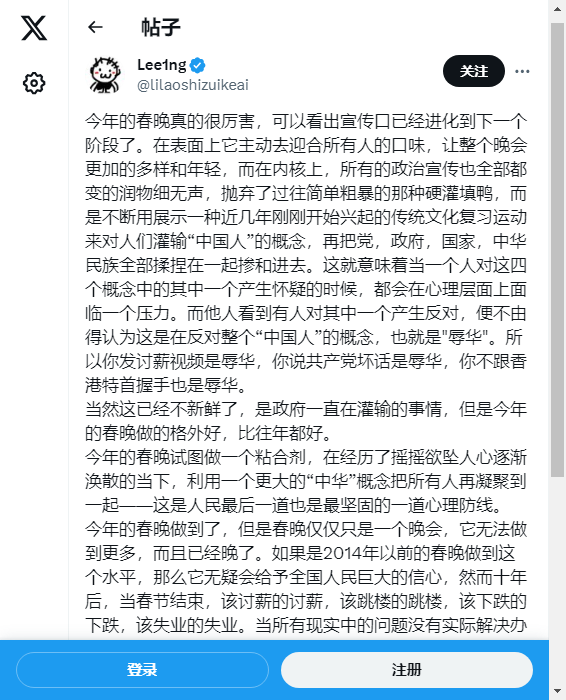 帖子
Lee1ng
@lilaoshizuikeai
关注
今年的春晚真的很厉害，可以看出宣传口已经进化到下一个
阶段了。在表面上它主动去迎合所有人的口味，让整个晚会
更加的多样和年轻，而在内核上，所有的政治宣传也全部都
变的润物细无声，抛弃了过往简单粗暴的那种硬灌填鸭，而
是不断用展示一种近几年刚刚开始兴起的传统文化复习运动
来对人们灌输“中国人”的概念，再把党，政府，国家，中华
民族全部揉捏在一起掺和进去。这就意味着当一个人对这四
个概念中的其中一个产生怀疑的时候，都会在心理层面上面
临一个压力。而他人看到有人对其中一个产生反对，便不由
得认为这是在反对整个“中国人”的概念，也就是"辱华"。所
以你发讨薪视频是辱华，你说共产党坏话是辱华，你不跟香
港特首握手也是辱华。
当然这已经不新鲜了，是政府一直在灌输的事情，但是今年
的春晚做的格外好，比往年都好。
今年的春晚试图做一个粘合剂，在经历了摇摇欲坠人心逐渐
涣散的当下，利用一个更大的“中华”概念把所有人再凝聚到
一起——这是人民最后一道也是最坚固的一道心理防线。
今年的春晚做到了，但是春晚仅仅只是一个晚会，它无法做
到更多，而且已经晚了。如果是2014年以前的春晚做到这
个水平，那么它无疑会给予全国人民巨大的信心，然而十年
后，当春节结束，该讨薪的讨薪，该跳楼的跳楼，该下跌的
下跌，该失业的失业。当所有现实中的问题没有实际解决办
登录
注册